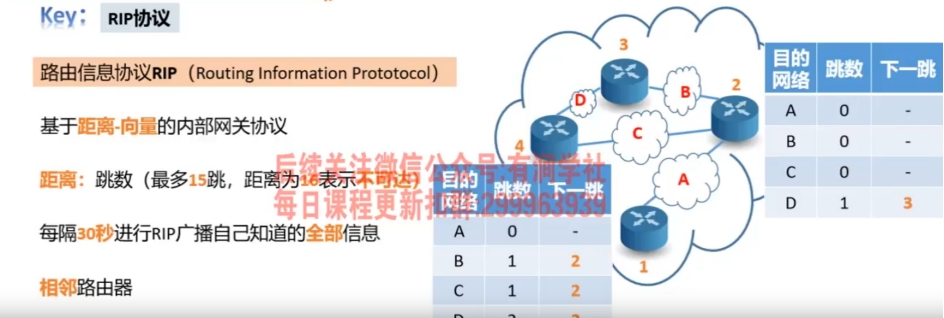 Key： RIP协议
路由信息协议RIP（Routing Information Prototocol）
基于距离-向量的内部网关协议
距离：跳数（最多15跳，距离为16表示不可达）
每隔30秒进行RIP广播自己知道的全部信息
相邻路由器
后续关注微信公众号:有涧学社
每日课程更新扣群:299963939
3
D
B
2
4
C
A
1
目的网络 跳数 下一跳
A 0 -
B 0 -
C 0 -
D 1 3
目的网络 跳数 下一跳
A 0 -
B 1 2
C 1 2